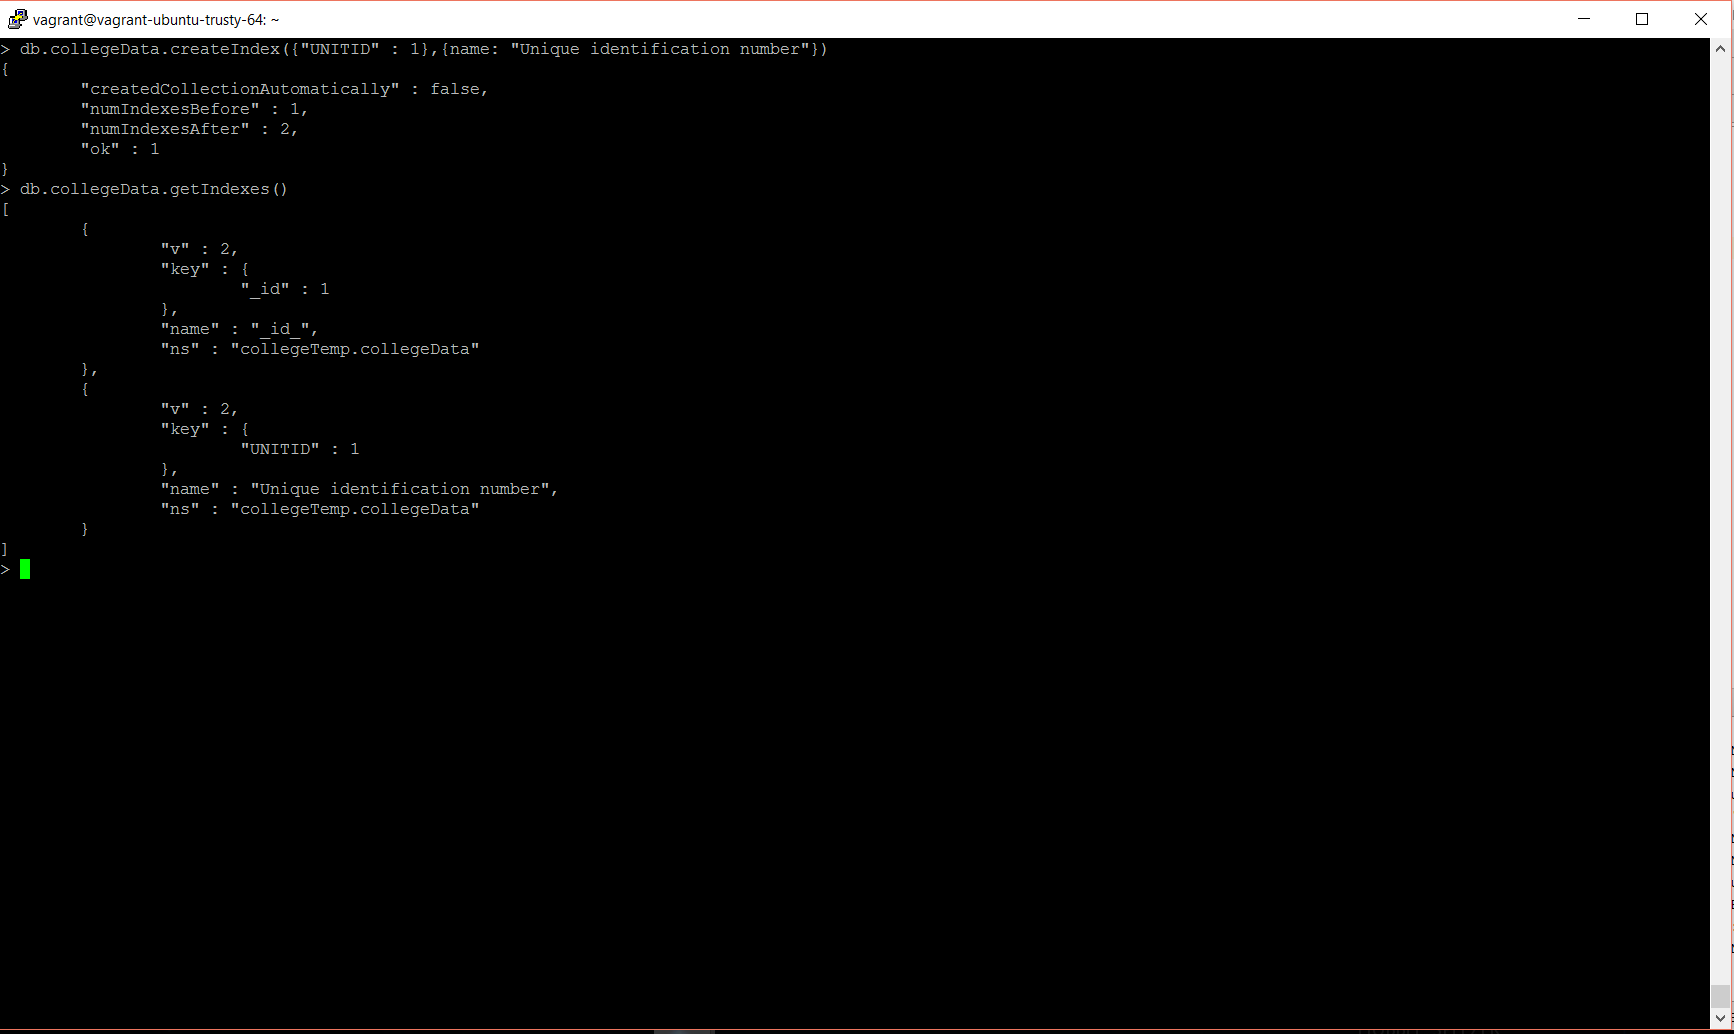 vagrant@vagrant-ubuntu-trusty-64: ~
> db.collegeData.createIndex({"UNITID" : 1},{name: "Unique identification number"})
{
        "createdCollectionAutomatically" : false,
        "numIndexesBefore" : 1,
        "numIndexesAfter" : 2,
        "ok" : 1
}
> db.collegeData.getIndexes()
[
        {
                "v" : 2,
                "key" : {
                        "_id" : 1
                },
                "name" : "_id_",
                "ns" : "collegeTemp.collegeData"
        },
        {
                "v" : 2,
                "key" : {
                        "UNITID" : 1
                },
                "name" : "Unique identification number",
                "ns" : "collegeTemp.collegeData"
        }
]
>